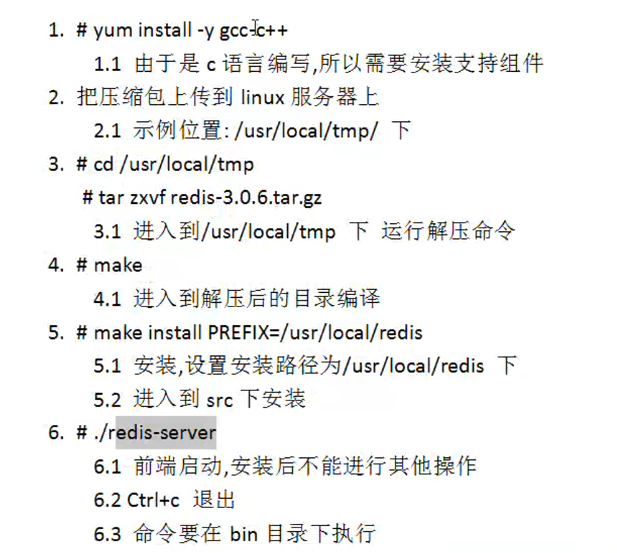 1. # yum install -y gcc-c++
1.1 由于是 c 语言编写,所以需要安装支持组件
2. 把压缩包上传到 linux 服务器上
2.1 示例位置: /usr/local/tmp/ 下
3. # cd /usr/local/tmp
# tar zxvf redis-3.0.6.tar.gz
3.1 进入到/usr/local/tmp 下 运行解压命令
4. # make
4.1 进入到解压后的目录编译
5. # make install PREFIX=/usr/local/redis
5.1 安装,设置安装路径为/usr/local/redis 下
5.2 进入到 src 下安装
6. # ./redis-server
6.1 前端启动,安装后不能进行其他操作
6.2 Ctrl+c 退出
6.3 命令要在 bin 目录下执行